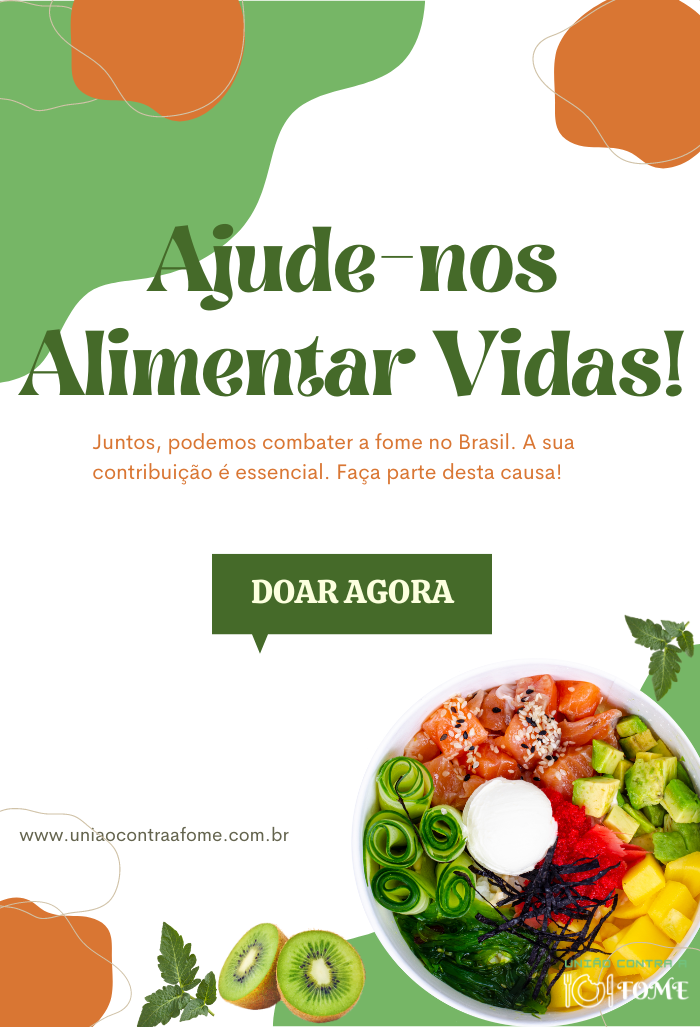 Ajude-nos
Alimentar Vidas!
Juntos, podemos combater a fome no Brasil. A sua
contribuição é essencial. Faça parte desta causa!
DOAR AGORA
www.uniaocontraafome.com.br
UNIÃO CONTRA
FOME